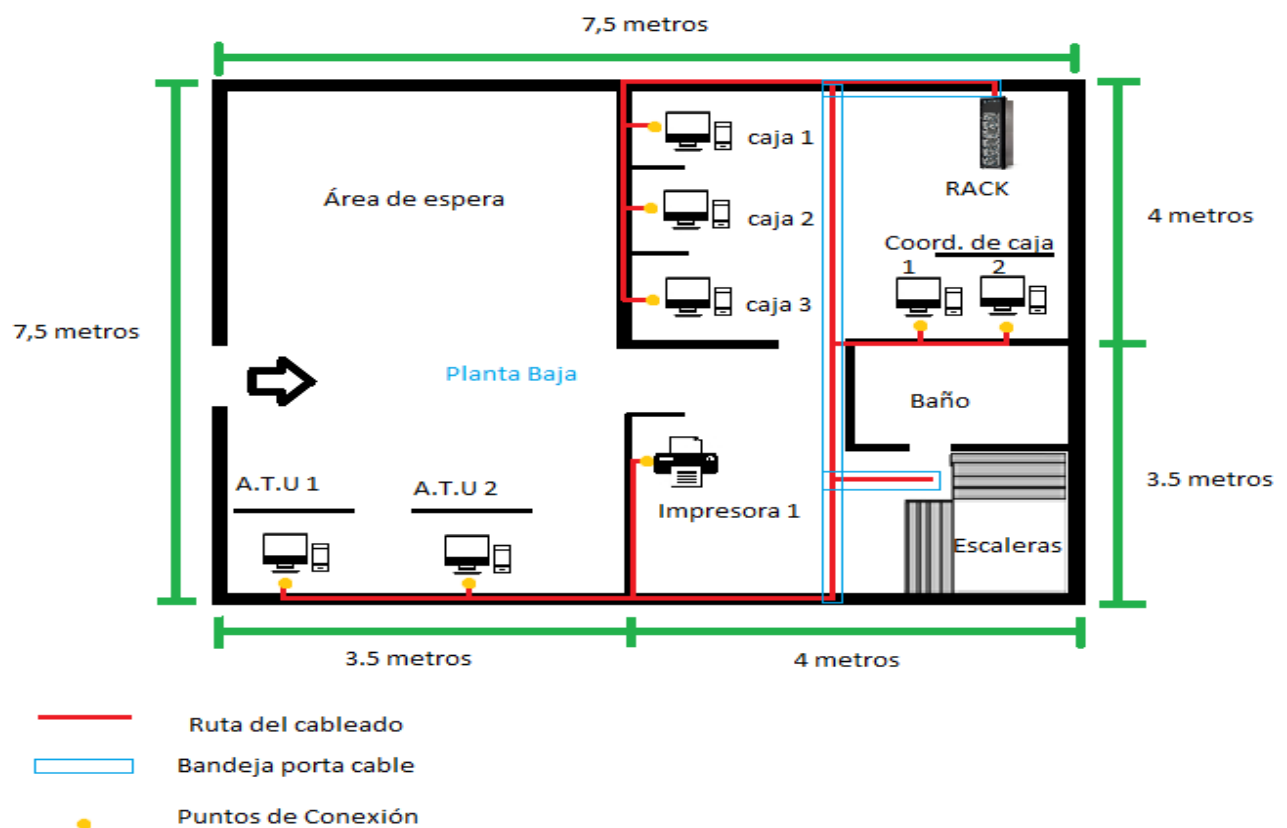 7,5 metros
caja 1
RACK
Área de espera
caja 2
4 metros
Coord. de caja
1
2
caja 3
7,5 metros
Planta Baja
Baño
A.T.U 1
A.T.U 2
3.5 metros
Impresora 1
Escaleras
3.5 metros
4 metros
Ruta del cableado
Bandeja porta cable
Puntos de Conexión